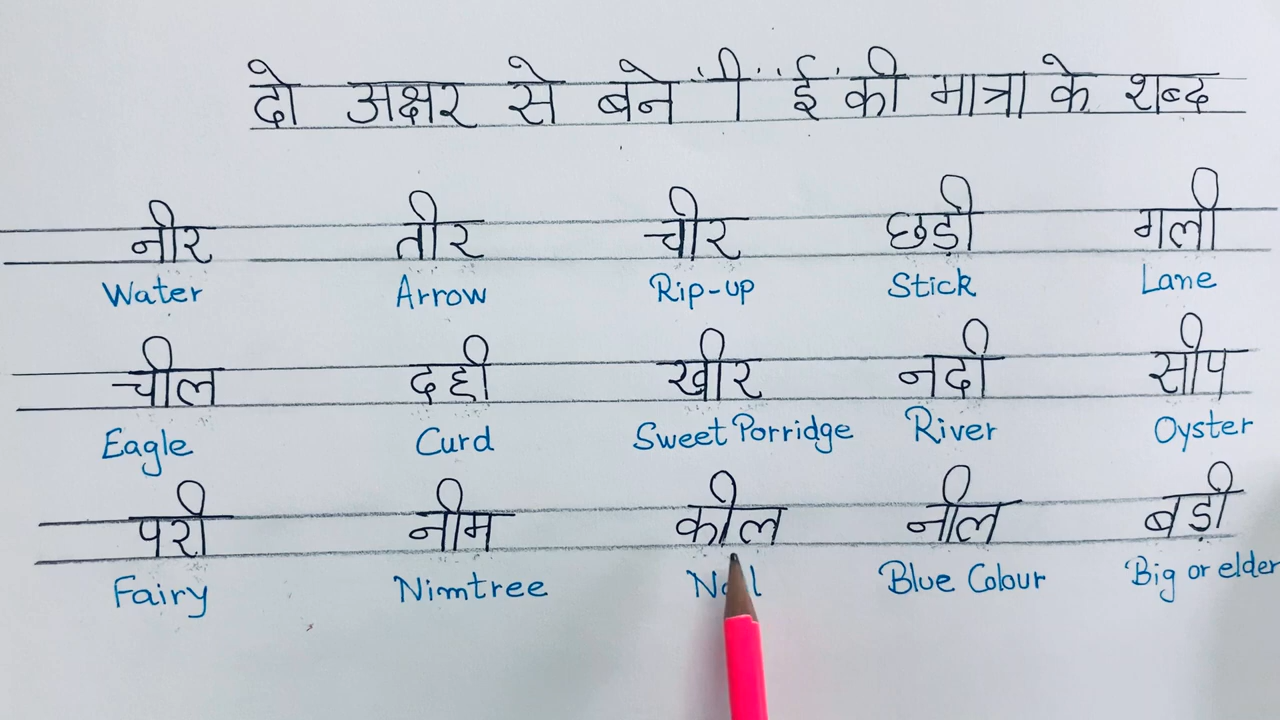 दो अक्षर से बने ' ी ' ' ई ' की मात्रा के शब्द
नीर तीर चीर छड़ी गली
Water Arrow Rip-up Stick Lane
चील दही खीर नदी सीप
Eagle Curd Sweet Porridge River Oyster
परी नीम कील नील बड़ी
Fairy Nimtree Blue Colour Big or elder